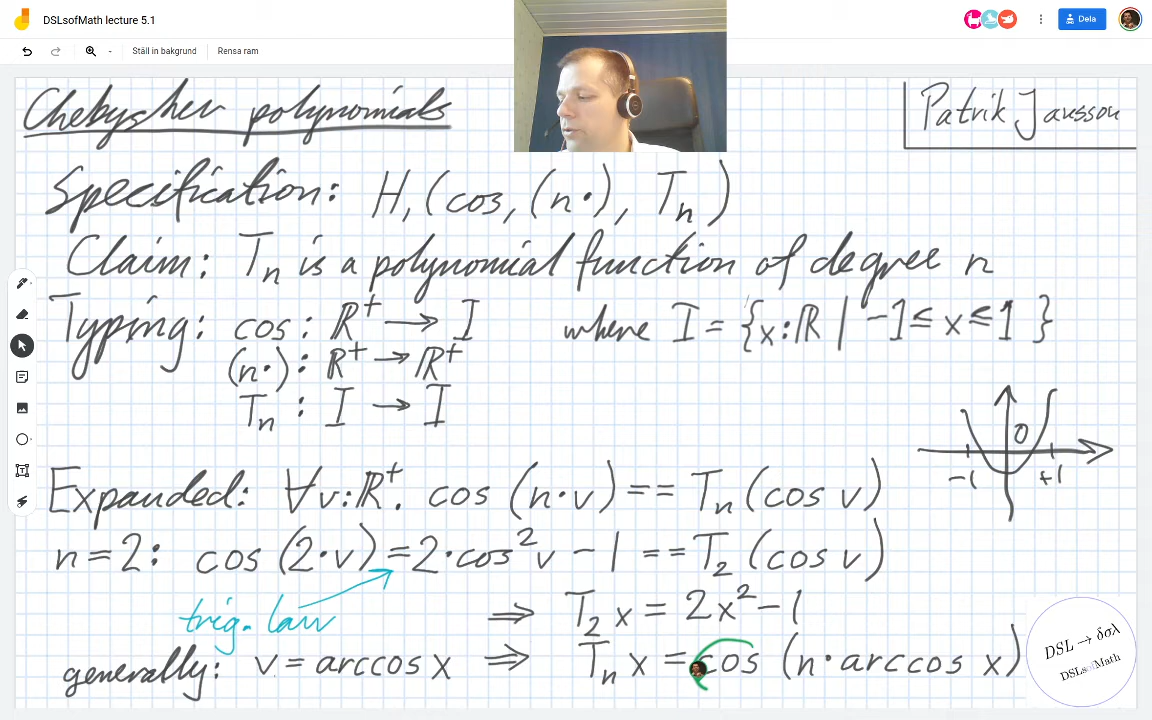 DSLsofMath lecture 5.1
Dela
Ställ in bakgrund Rensa ram
Chebyshev polynomials
Patrik Jansson
Specification: H₁(cos, (n·), Tₙ)
Claim: Tₙ is a polynomial function of degree n
Typing: cos : ℝ⁺ → I where I = {x:ℝ | -1 ≤ x ≤ 1}
(n·) : ℝ⁺ → ℝ⁺
Tₙ : I → I
0
-1 +1
Expanded: ∀v:ℝ⁺. cos (n·v) == Tₙ (cos v)
n=2: cos (2·v) = 2·cos²v - 1 == T₂ (cos v)
trig. law
⇒ T₂ x = 2x² - 1
generally: v = arccos x ⇒ Tₙ x = cos (n·arccos x)
DSL → δσλ
DSLsofMath